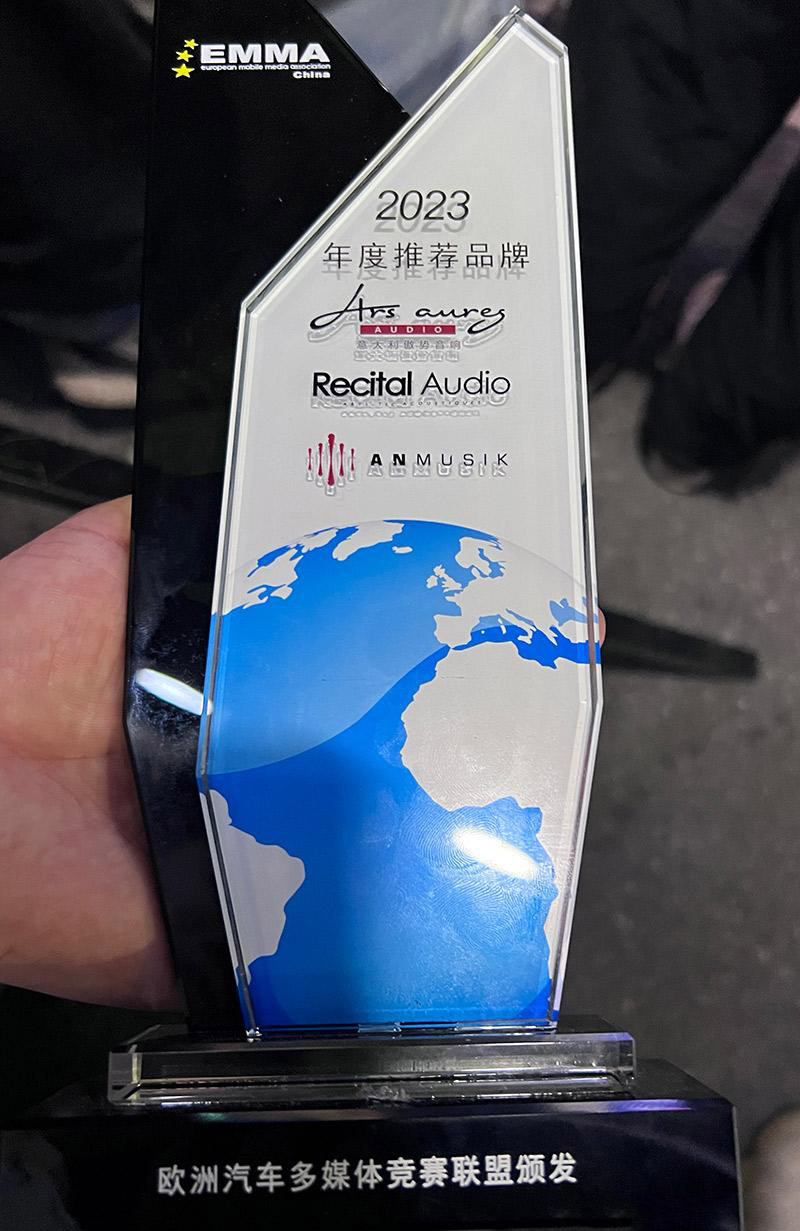 EMMA
european mobile media association
China
2023
年度推荐品牌
Ars aures
AUDIO
意大利傲势音响
Recital Audio
ANMUSIK
欧洲汽车多媒体竞赛联盟颁发